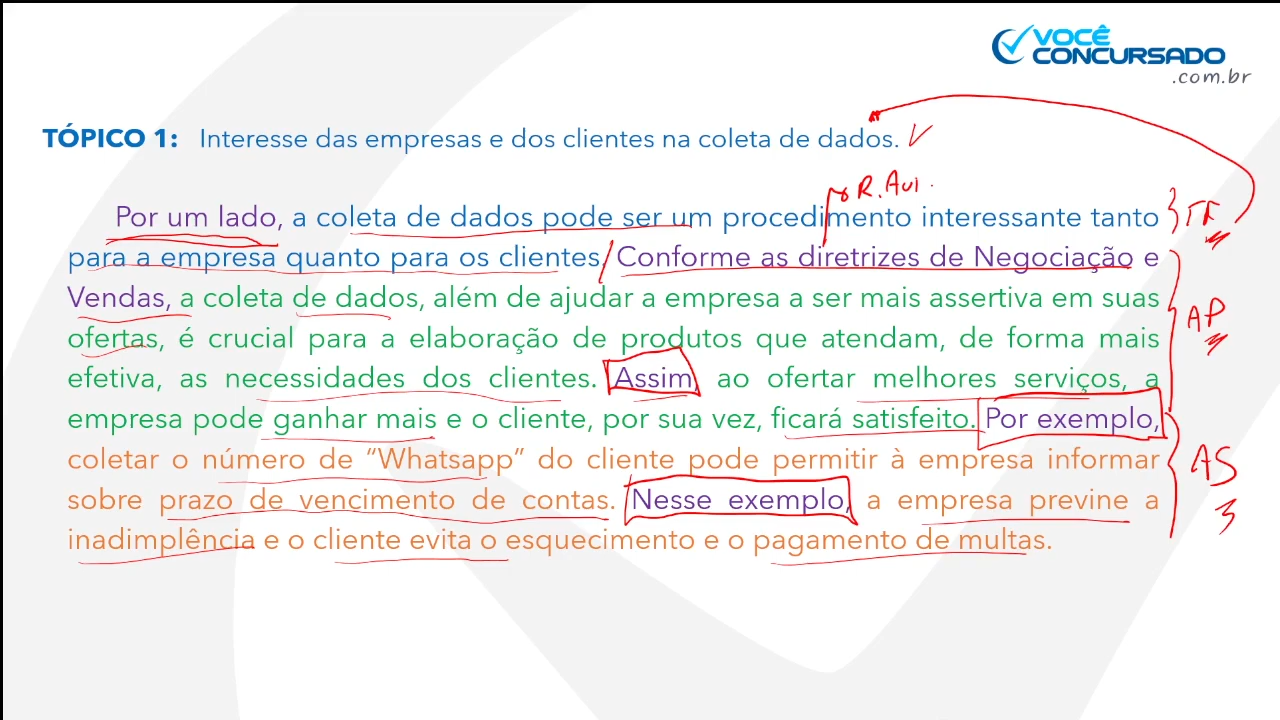 VOCÊ
CONCURSADO
.com.br
TÓPICO 1: Interesse das empresas e dos clientes na coleta de dados.
R. Aut.
Por um lado, a coleta de dados pode ser um procedimento interessante tanto
para a empresa quanto para os clientes. Conforme as diretrizes de Negociação e
Vendas, a coleta de dados, além de ajudar a empresa a ser mais assertiva em suas
ofertas, é crucial para a elaboração de produtos que atendam, de forma mais
efetiva, as necessidades dos clientes. Assim, ao ofertar melhores serviços, a
empresa pode ganhar mais e o cliente, por sua vez, ficará satisfeito. Por exemplo,
coletar o número de “Whatsapp” do cliente pode permitir à empresa informar
sobre prazo de vencimento de contas. Nesse exemplo, a empresa previne a
inadimplência e o cliente evita o esquecimento e o pagamento de multas.
TF
AP
AS